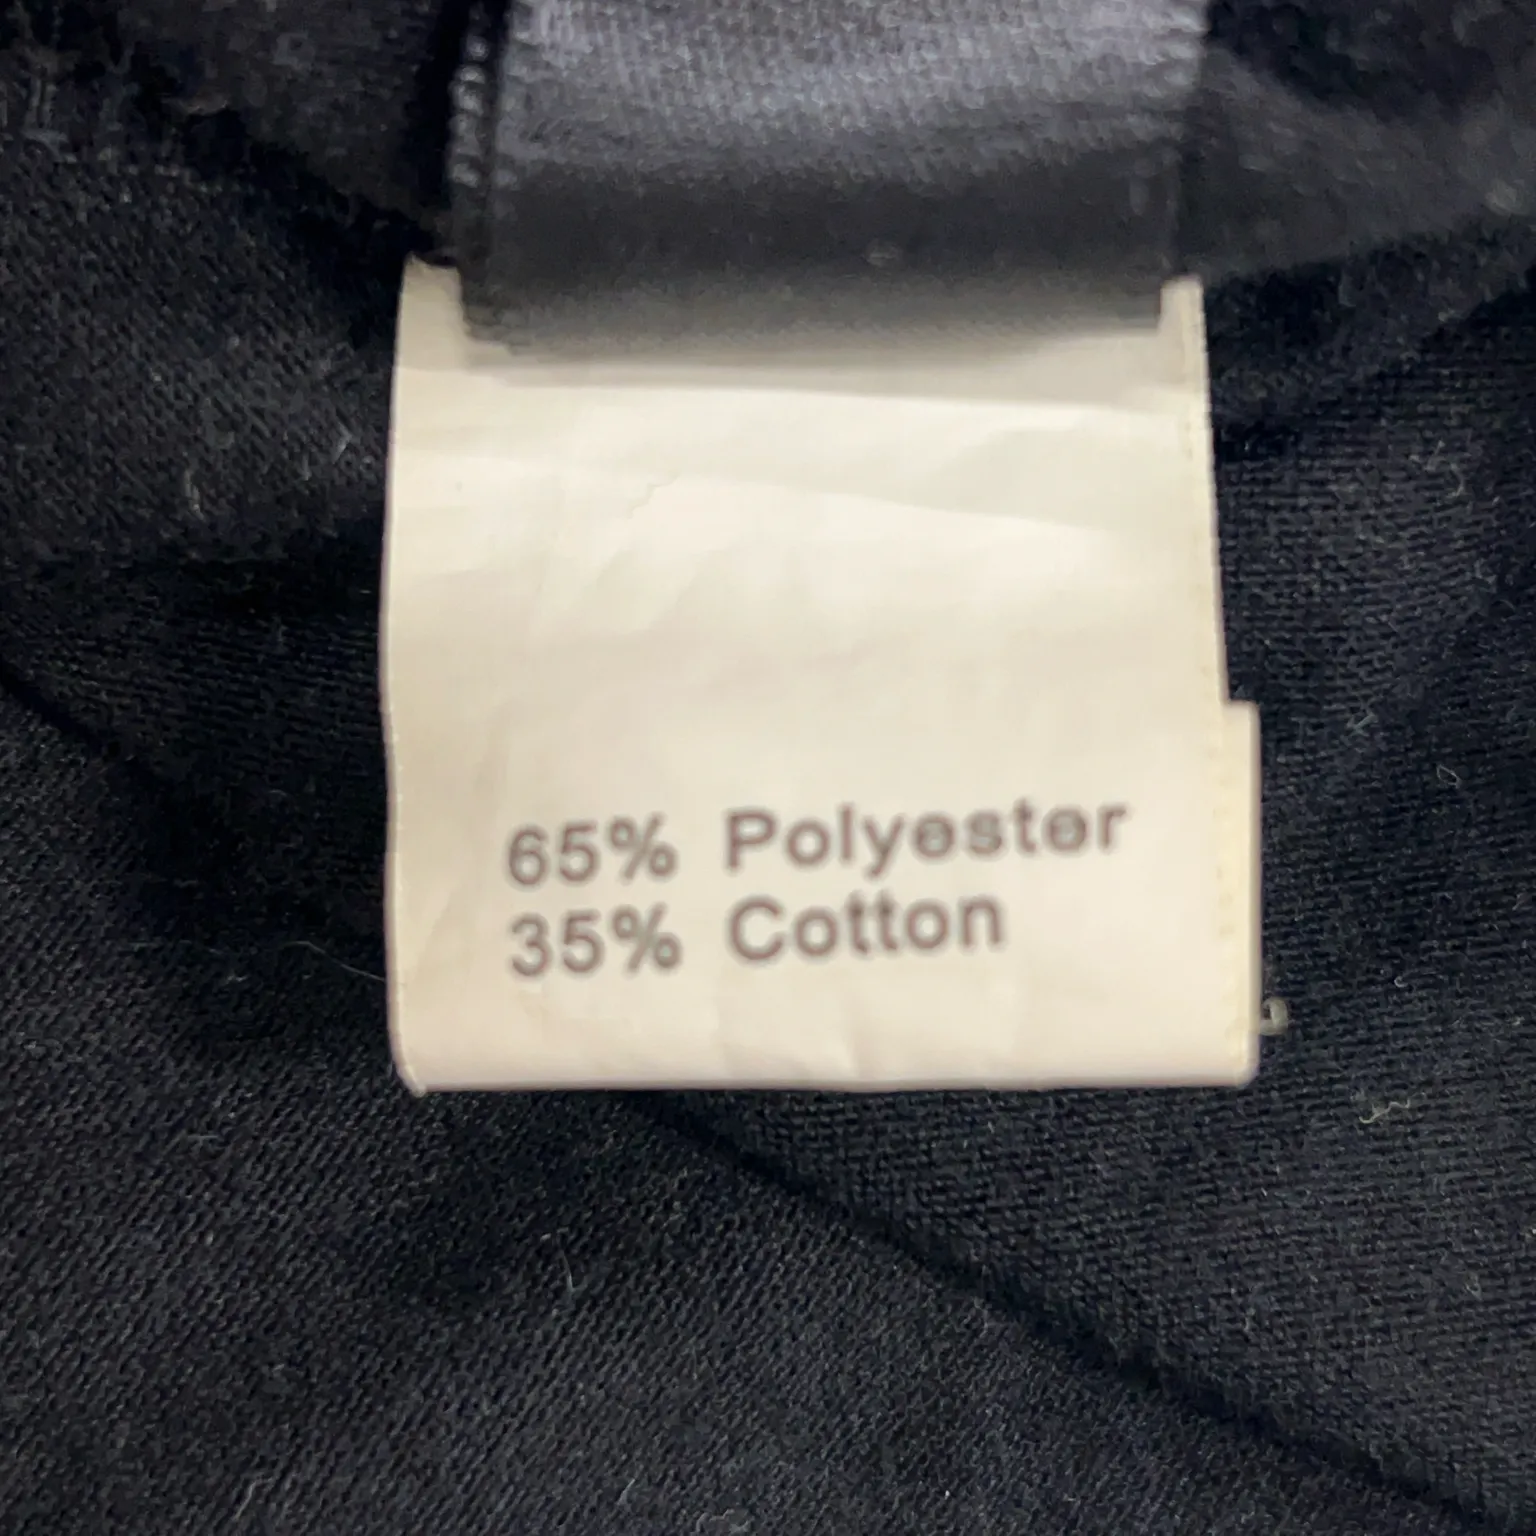 65% Polyester
35% Cotton